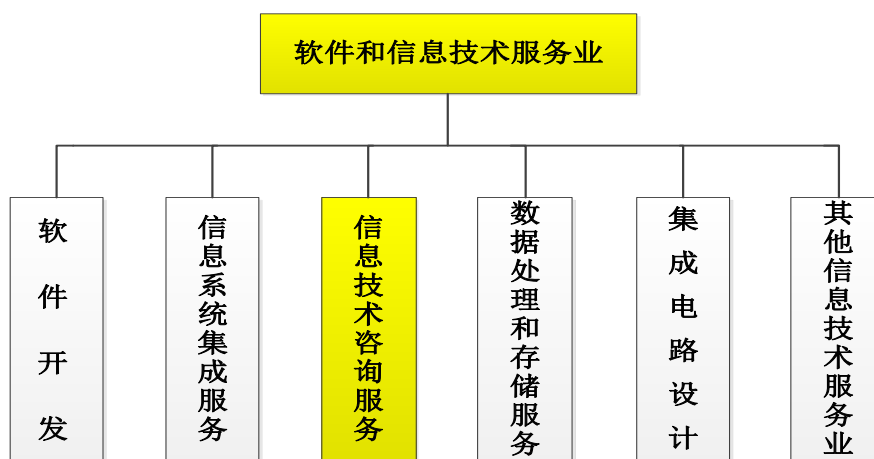 软件和信息技术服务业
软件开发
信息系统集成服务
信息技术咨询服务
数据处理和存储服务
集成电路设计
其他信息技术服务业